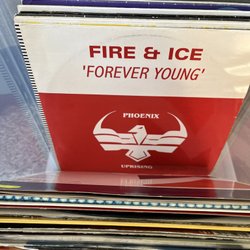 FIRE & ICE
'FOREVER YOUNG'
PHOENIX
UPRISING